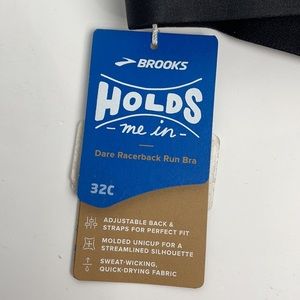 BROOKS
HOLDS
-me in-
Dare Racerback Run Bra
32C
ADJUSTABLE BACK &
STRAPS FOR PERFECT FIT
MOLDED UNICUP FOR A
STREAMLINED SILHOUETTE
SWEAT-WICKING,
QUICK-DRYING FABRIC